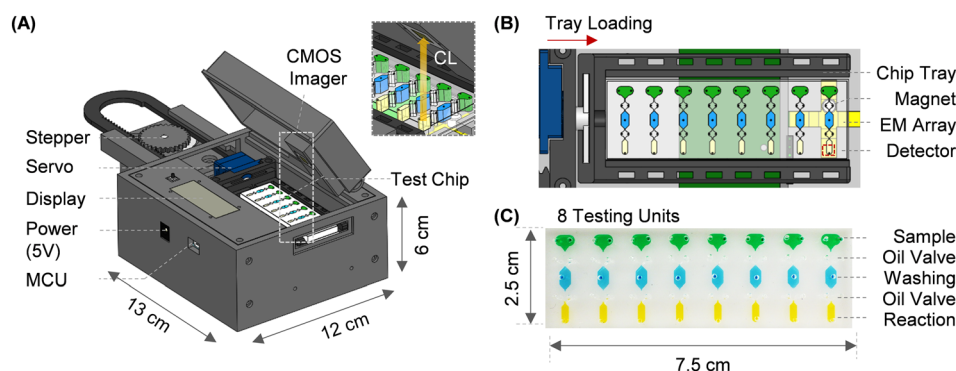 (A)
CMOS
Imager
CL
Stepper
Servo
Display
Power
(5V)
MCU
Test Chip
6 cm
13 cm
12 cm
(B)
Tray Loading
Chip Tray
Magnet
EM Array
Detector
(C)
8 Testing Units
Sample
Oil Valve
Washing
Oil Valve
Reaction
2.5 cm
7.5 cm